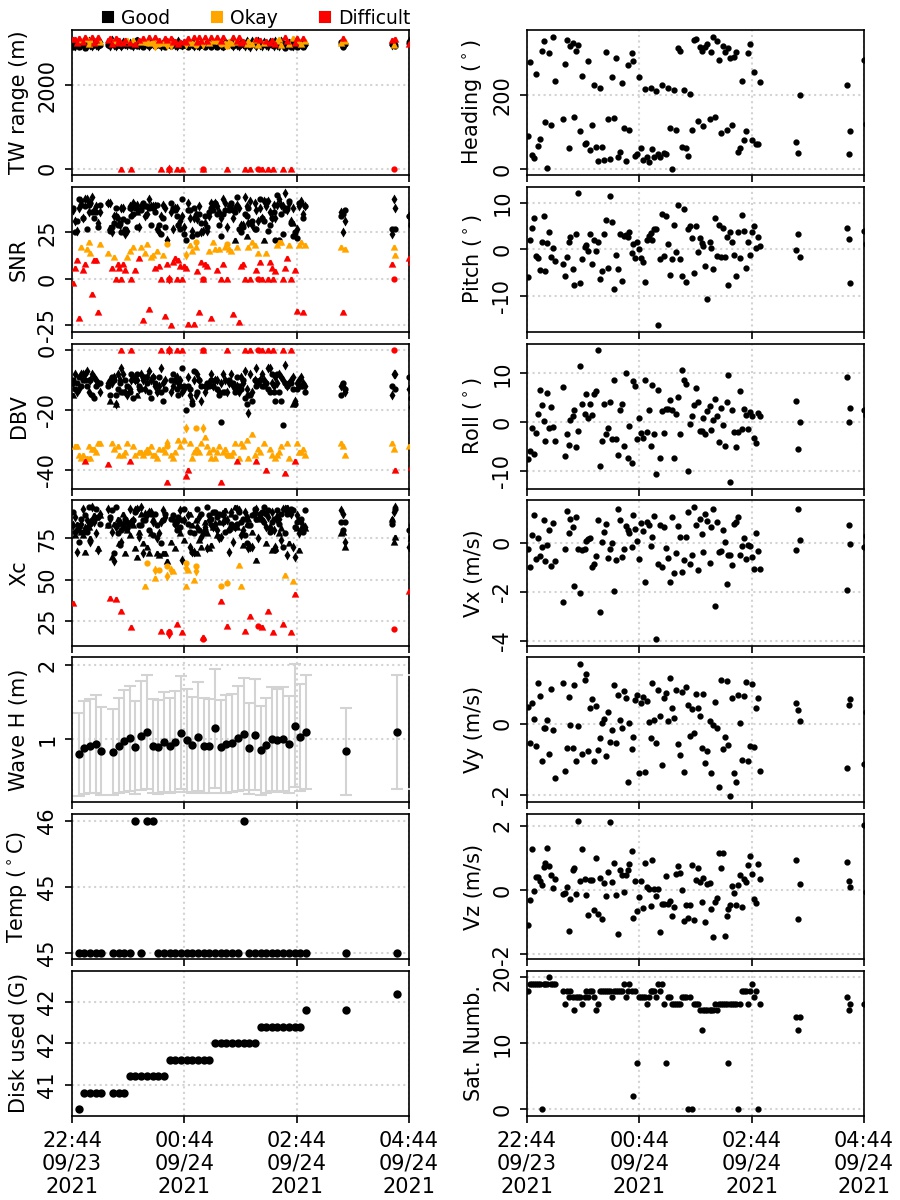 Good Okay Difficult
TW range (m)
2000
0
SNR
25
0
-25
DBV
0
-20
-40
Xc
75
50
25
Wave H (m)
2
1
Temp (°C)
46
45
45
Disk used (G)
42
42
41
22:44 00:44 02:44 04:44
09/23 09/24 09/24 09/24
2021 2021 2021 2021
Heading (°)
200
0
Pitch (°)
10
0
-10
Roll (°)
10
0
-10
Vx (m/s)
0
-2
-4
Vy (m/s)
0
-2
Vz (m/s)
2
0
-2
Sat. Numb.
20
10
0
22:44 00:44 02:44 04:44
09/23 09/24 09/24 09/24
2021 2021 2021 2021